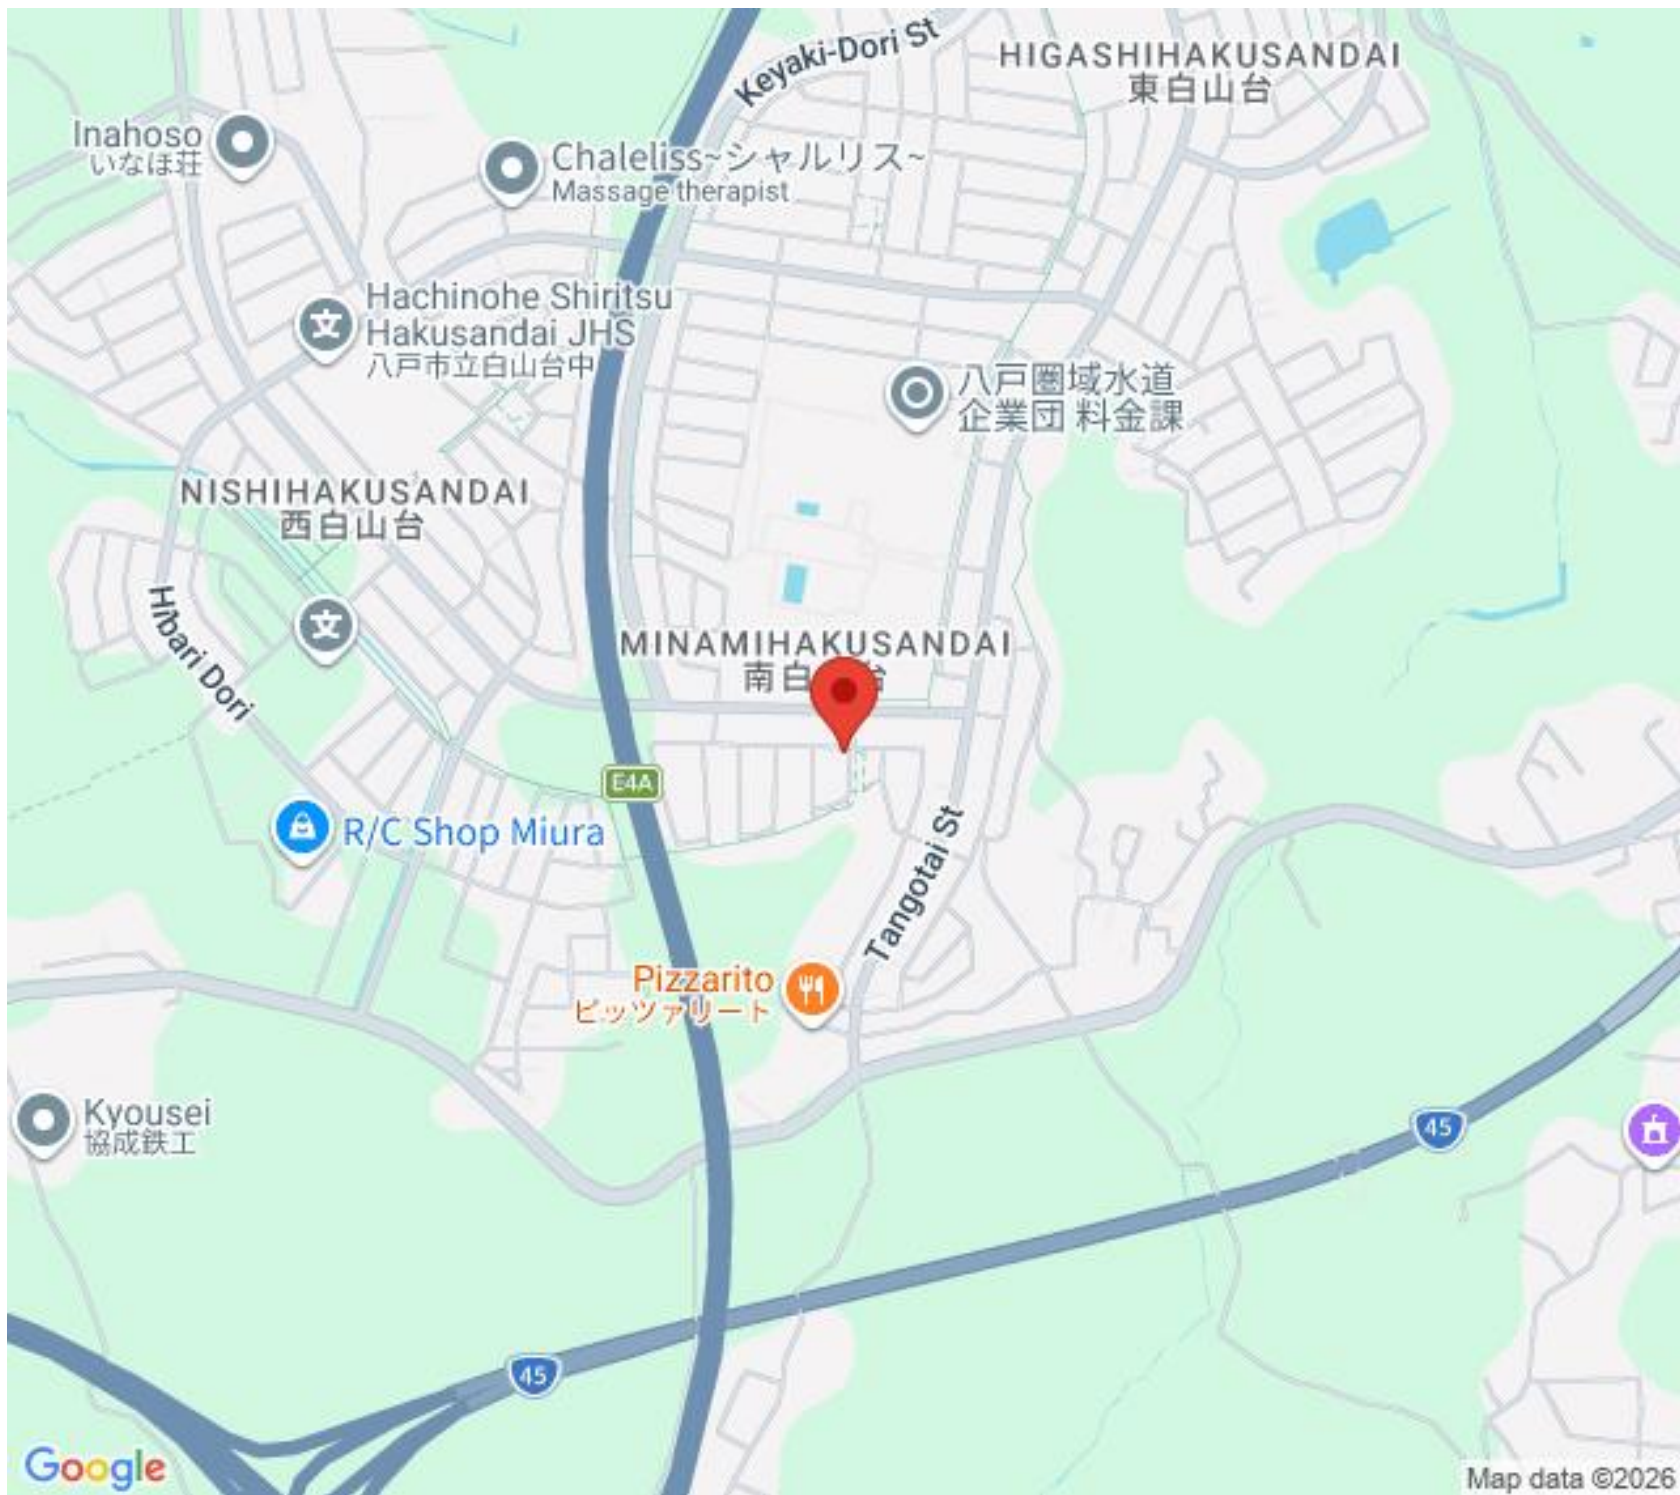 Keyaki-Dori St
HIGASHIHAKUSANDAI
東白山台
Inahoso
いなほ荘
Chaleliss~シャルリス~
Massage therapist
Hachinohe Shiritsu
Hakusandai JHS
八戸市立白山台中
八戸圏域水道
企業団 料金課
NISHIHAKUSANDAI
西白山台
文
文
Hibari Dori
MINAMIHAKUSANDAI
南白 台
E4A
R/C Shop Miura
Tangotai St
Pizzarito
ピッツァリート
Kyousei
協成鉄工
45
45
Google
Map data ©2026